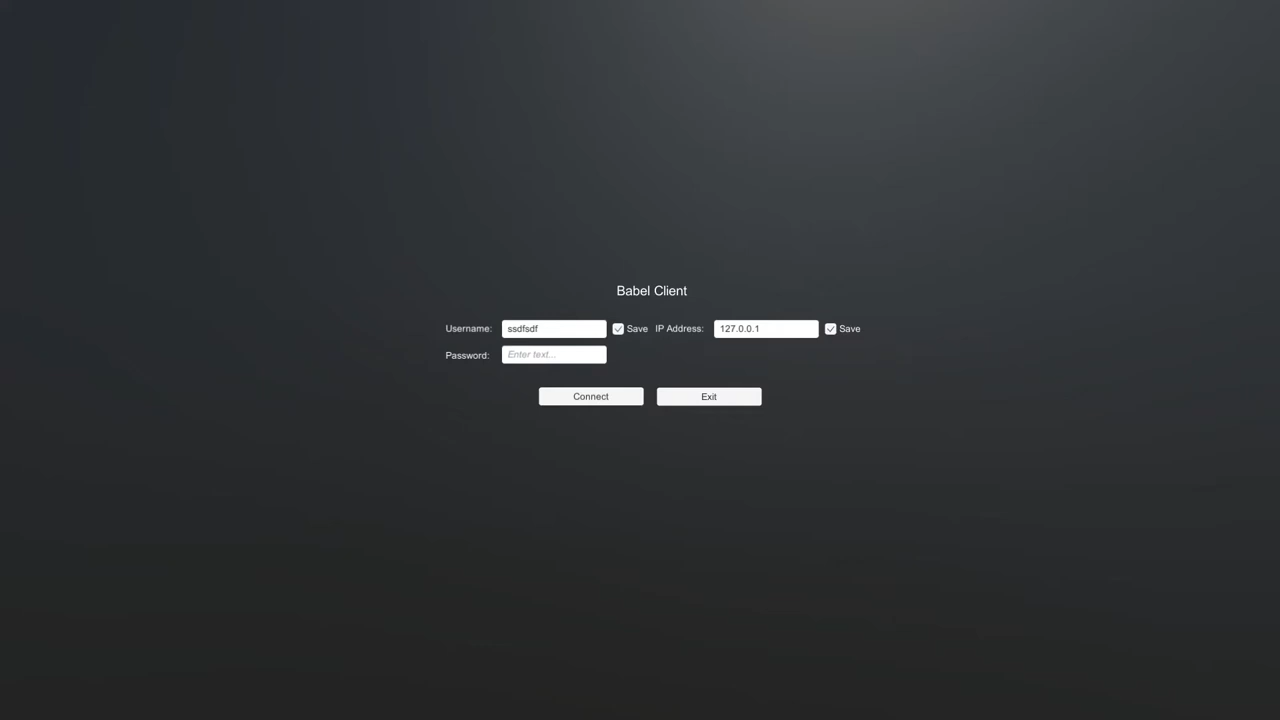 Babel Client
Username: ssdfsdf Save IP Address: 127.0.0.1 Save
Password: Enter text...
Connect Exit